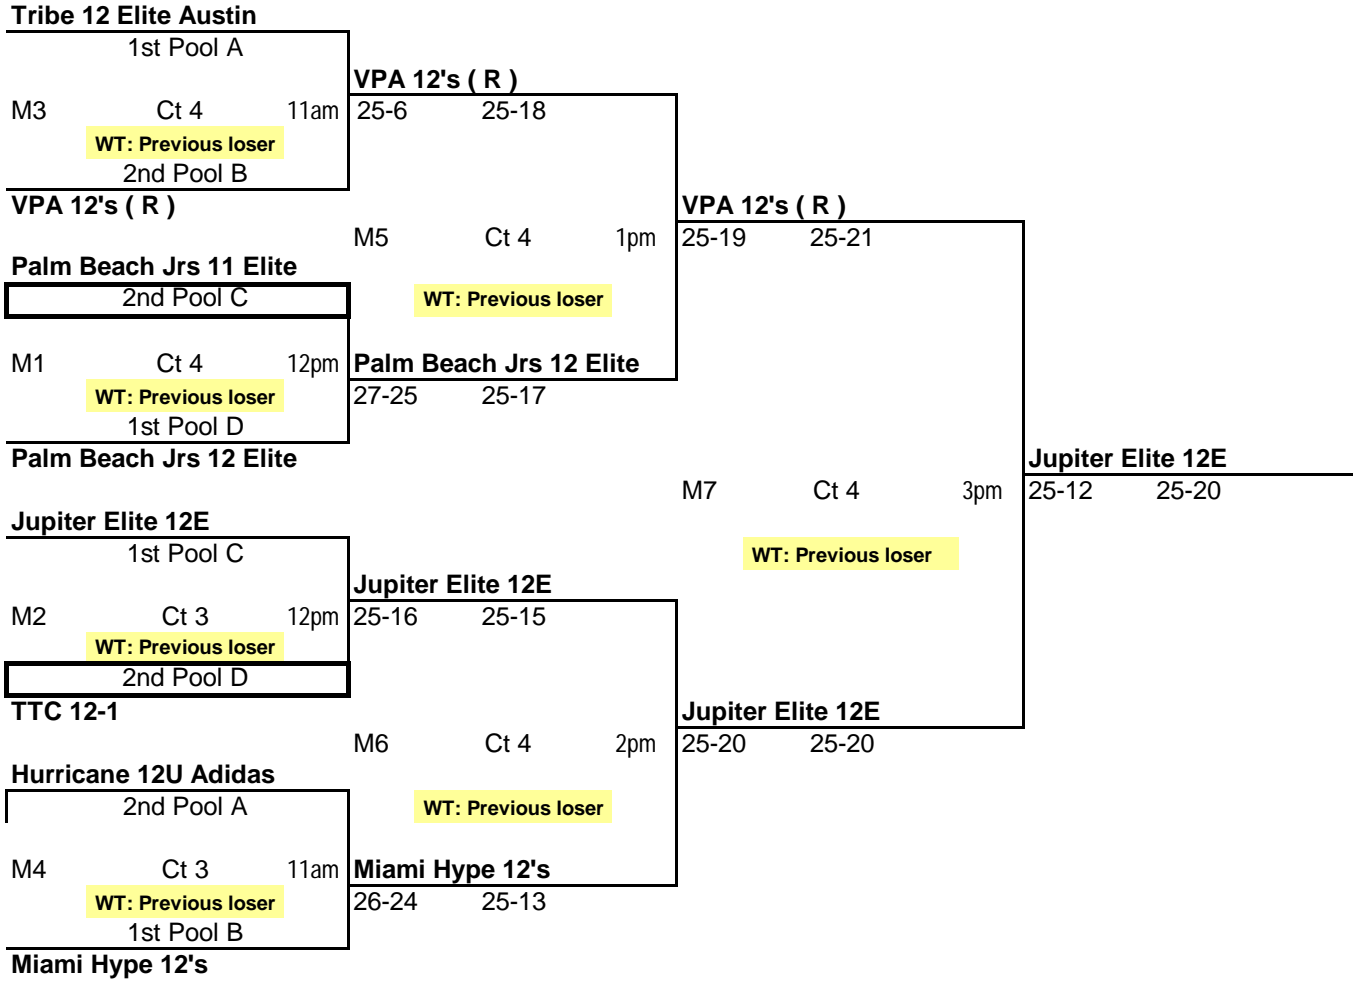 Tribe 12 Elite Austin
1st Pool A
VPA 12's ( R )
M3 Ct 4 11am 25-6 25-18
WT: Previous loser
2nd Pool B
VPA 12's ( R ) VPA 12's ( R )
M5 Ct 4 1pm 25-19 25-21
Palm Beach Jrs 11 Elite
2nd Pool C WT: Previous loser
M1 Ct 4 12pm Palm Beach Jrs 12 Elite
WT: Previous loser 27-25 25-17
1st Pool D
Palm Beach Jrs 12 Elite Jupiter Elite 12E
M7 Ct 4 3pm 25-12 25-20
Jupiter Elite 12E
1st Pool C WT: Previous loser
Jupiter Elite 12E
M2 Ct 3 12pm 25-16 25-15
WT: Previous loser
2nd Pool D
TTC 12-1 Jupiter Elite 12E
M6 Ct 4 2pm 25-20 25-20
Hurricane 12U Adidas
2nd Pool A WT: Previous loser
M4 Ct 3 11am Miami Hype 12's
WT: Previous loser 26-24 25-13
1st Pool B
Miami Hype 12's